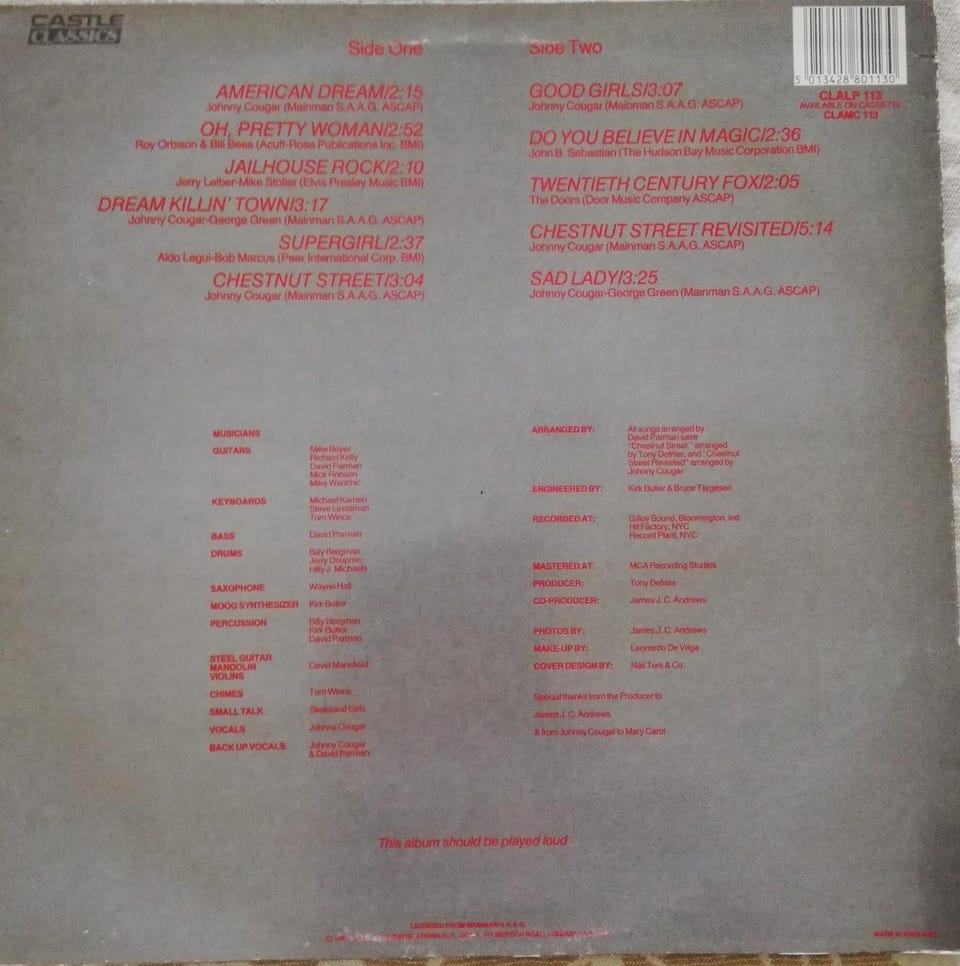 CASTLE
CLASSICS
Side One
AMERICAN DREAM/2:15
Johnny Cougar (Mainman S.A.A.G. ASCAP)
OH, PRETTY WOMAN/2:52
Roy Orbison & Bill Dees (Acuff-Rose Publications Inc. BMI)
JAILHOUSE ROCK/2:10
Jerry Leiber-Mike Stoller (Elvis Presley Music BMI)
DREAM KILLIN' TOWN/3:17
Johnny Cougar-George Green (Mainman S.A.A.G. ASCAP)
SUPERGIRL/2:37
Aldo Legui-Bob Marcus (Peer International Corp. BMI)
CHESTNUT STREET/3:04
Johnny Cougar (Mainman S.A.A.G. ASCAP)
Side Two
GOOD GIRLS/3:07
Johnny Cougar (Mainman S.A.A.G. ASCAP)
DO YOU BELIEVE IN MAGIC/2:36
John B. Sebastian (The Hudson Bay Music Corporation BMI)
TWENTIETH CENTURY FOX/2:05
The Doors (Door Music Company ASCAP)
CHESTNUT STREET REVISITED/5:14
Johnny Cougar (Mainman S.A.A.G. ASCAP)
SAD LADY/3:25
Johnny Cougar-George Green (Mainman S.A.A.G. ASCAP)
5 013428 801130
CLALP 113
AVAILABLE ON CASSETTE
CLAMC 113
MUSICIANS
GUITARS
Mike Boyer
Richard Kelly
David Parman
Mick Ronson
Mike Wanchic
KEYBOARDS
Michael Kamen
Steve Lindsman
Tom Wince
BASS
David Parman
DRUMS
Billy Bergman
Jerry Deupree
Hilly J. Michaels
SAXOPHONE
Wayne Hall
MOOG SYNTHESIZER
Kirk Butler
PERCUSSION
Billy Bergman
Kirk Butler
David Parman
STEEL GUITAR
MANDOLIN
VIOLINS
David Mansfield
CHIMES
Tom Wince
SMALL TALK
Skateland Girls
VOCALS
Johnny Cougar
BACK UP VOCALS
Johnny Cougar
& David Parman
ARRANGED BY:
All songs arranged by
David Parman save
"Chestnut Street," arranged
by Tony Defries, and 'Chestnut
Street Revisited" arranged by
Johnny Cougar
ENGINEERED BY:
Kirk Butler & Bruce Targesen
RECORDED AT:
Gilloy Sound, Bloomington, Ind
Hit Factory, NYC
Record Plant, NYC
MASTERED AT:
MCA Recording Studios
PRODUCER:
Tony Defries
CO-PRODUCER:
James J. C. Andrews
PHOTOS BY:
James J. C. Andrews
MAKE-UP BY:
Leonardo De Vega
COVER DESIGN BY:
Nail Terk & Co.
Special thanks from the Producer to
James J. C. Andrews
& from Johnny Cougar to Mary Carol
This album should be played loud
LICENSED FROM MAINMAN S.A.A.G.
MERTON ROAD, LONDON
MADE IN